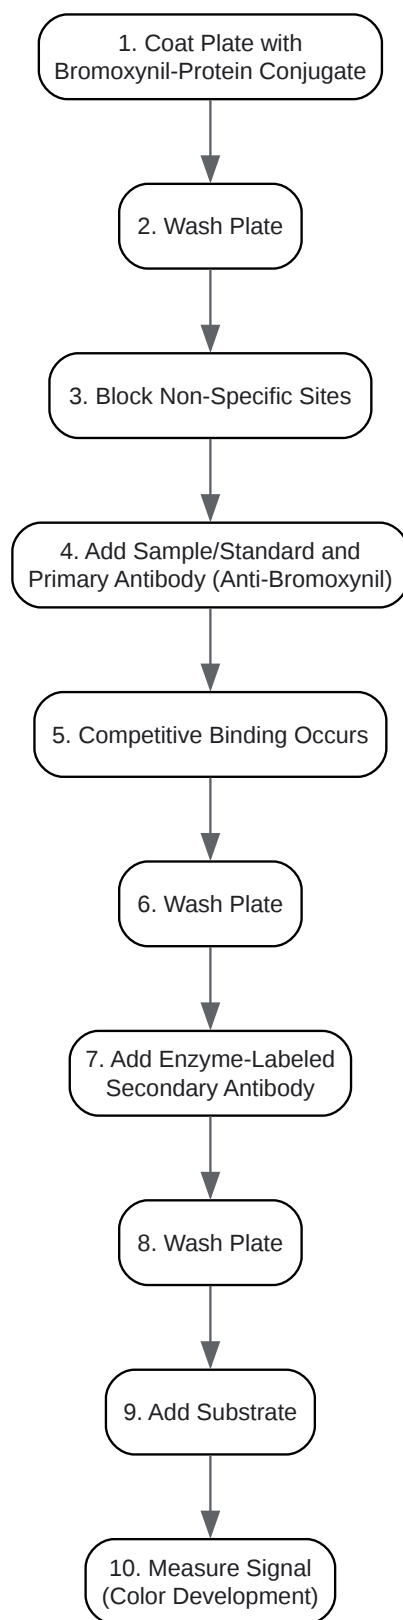 1. Coat Plate with
Bromoxynil-Protein Conjugate
2. Wash Plate
3. Block Non-Specific Sites
4. Add Sample/Standard and
Primary Antibody (Anti-Bromoxynil)
5. Competitive Binding Occurs
6. Wash Plate
7. Add Enzyme-Labeled
Secondary Antibody
8. Wash Plate
9. Add Substrate
10. Measure Signal
(Color Development)